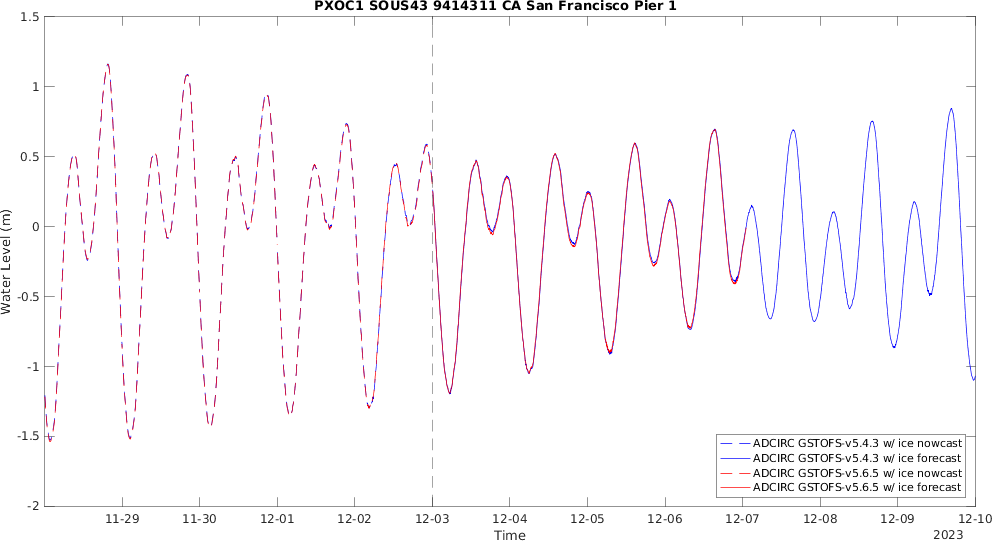 PXOC1 SOUS43 9414311 CA San Francisco Pier 1
1.5
1
0.5
0
-0.5
-1
-1.5
-2
Water Level (m)
11-29 11-30 12-01 12-02 12-03 12-04 12-05 12-06 12-07 12-08 12-09 12-10
Time
2023
ADCIRC GSTOFS-v5.4.3 w/ ice nowcast
ADCIRC GSTOFS-v5.4.3 w/ ice forecast
ADCIRC GSTOFS-v5.6.5 w/ ice nowcast
ADCIRC GSTOFS-v5.6.5 w/ ice forecast